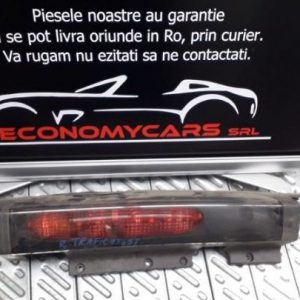 Piesele noastre au garantie
se pot livra oriunde in Ro, prin curier.
Va rugam nu ezitati sa ne contactati.
ECONOMYCARS SRL